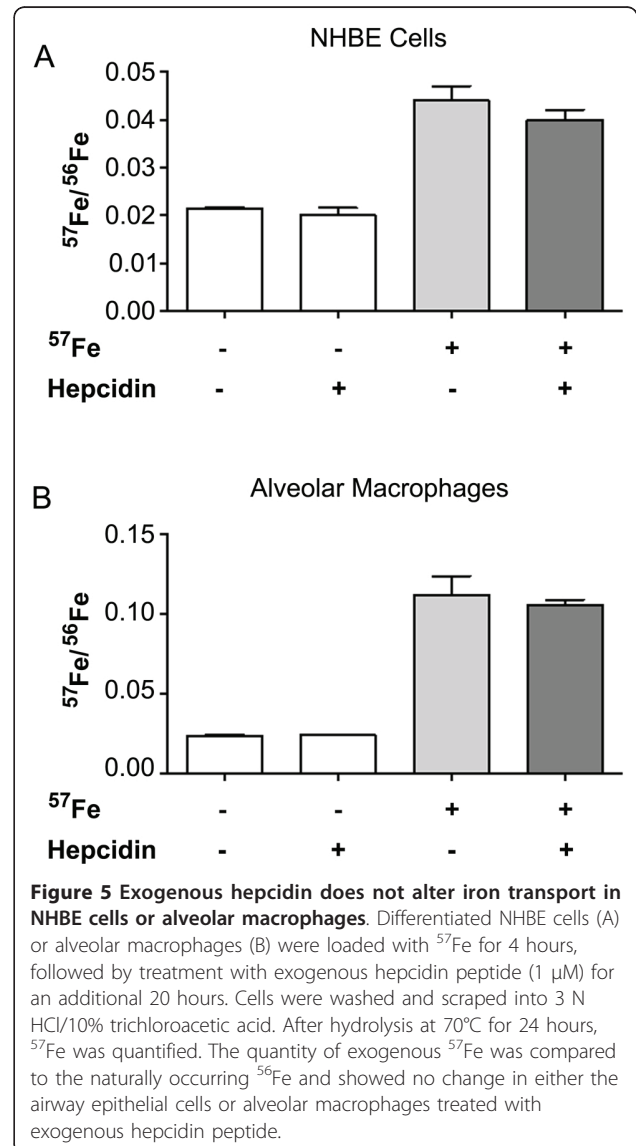 A
NHBE Cells
⁵⁷Fe/⁵⁶Fe
0.05
0.04
0.03
0.02
0.01
0.00
⁵⁷Fe - - + +
Hepcidin - + - +
B
Alveolar Macrophages
⁵⁷Fe/⁵⁶Fe
0.15
0.10
0.05
0.00
⁵⁷Fe - - + +
Hepcidin - + - +
Figure 5 Exogenous hepcidin does not alter iron transport in
NHBE cells or alveolar macrophages. Differentiated NHBE cells (A)
or alveolar macrophages (B) were loaded with ⁵⁷Fe for 4 hours,
followed by treatment with exogenous hepcidin peptide (1 μM) for
an additional 20 hours. Cells were washed and scraped into 3 N
HCl/10% trichloroacetic acid. After hydrolysis at 70°C for 24 hours,
⁵⁷Fe was quantified. The quantity of exogenous ⁵⁷Fe was compared
to the naturally occurring ⁵⁶Fe and showed no change in either the
airway epithelial cells or alveolar macrophages treated with
exogenous hepcidin peptide.